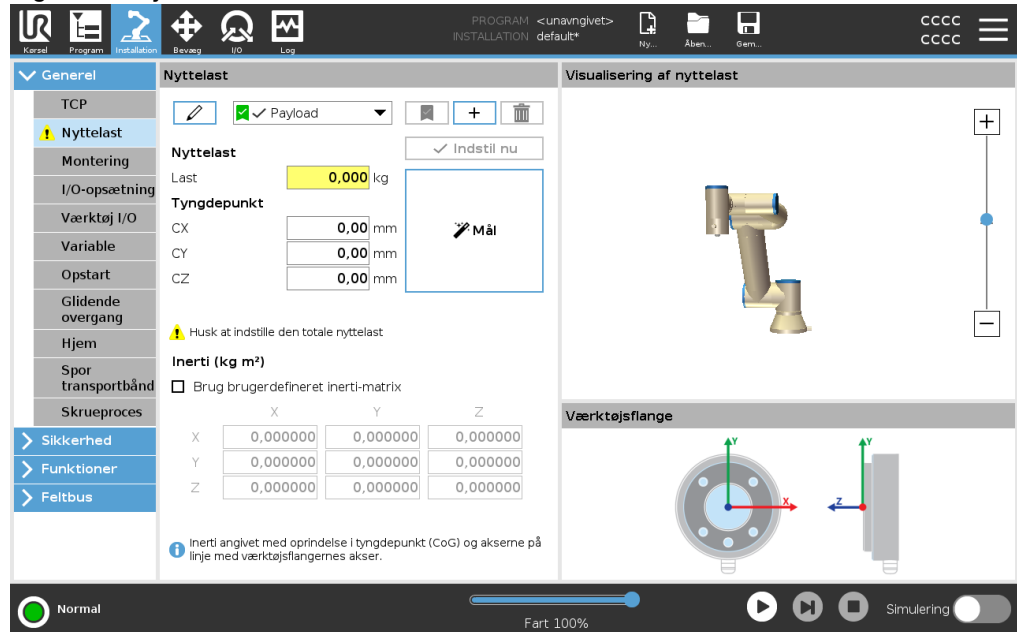 PROGRAM <unavngivet>
INSTALLATION default*
UR
Kørsel
Program
Installation
Bevæg
I/O
Log
Ny...
Åben...
Gem...
cccc
cccc
Generel
TCP
Nyttelast
Montering
I/O-opsætning
Værktøj I/O
Variable
Opstart
Glidende
overgang
Hjem
Spor
transportbånd
Skrueproces
Sikkerhed
Funktioner
Feltbus
Nyttelast
Payload
Indstil nu
Nyttelast
Last 0,000 kg
Tyngdepunkt
CX 0,00 mm
CY 0,00 mm
CZ 0,00 mm
Mål
Husk at indstille den totale nyttelast
Inerti (kg m²)
Brug brugerdefineret inerti-matrix
X Y Z
X 0,000000 0,000000 0,000000
Y 0,000000 0,000000 0,000000
Z 0,000000 0,000000 0,000000
Inerti angivet med oprindelse i tyngdepunkt (CoG) og akserne på
linje med værktøjsflangernes akser.
Visualisering af nyttelast
Værktøjsflange
Y
X
Y
Z
Normal
Fart 100%
Simulering